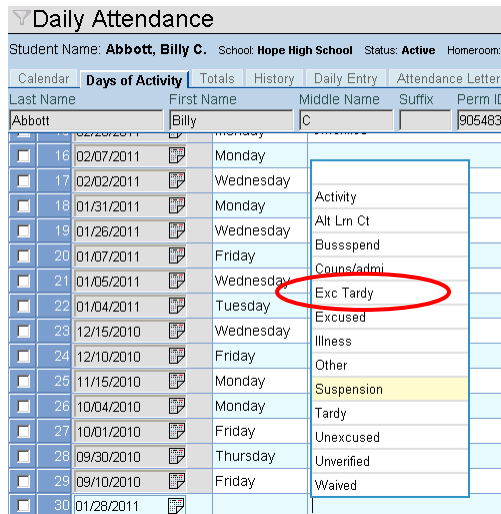 Daily Attendance
Student Name: Abbott, Billy C. School: Hope High School Status: Active Homeroom:
Calendar Days of Activity Totals History Daily Entry Attendance Letter
Last Name First Name Middle Name Suffix Perm ID
Abbott Billy C 905483
16 02/07/2011 Monday
17 02/02/2011 Wednesday
18 01/31/2011 Monday
19 01/26/2011 Wednesday
20 01/07/2011 Friday
21 01/05/2011 Wednesday
22 01/04/2011 Tuesday
23 12/15/2010 Wednesday
24 12/10/2010 Friday
25 11/15/2010 Monday
26 10/04/2010 Monday
27 10/01/2010 Friday
28 09/30/2010 Thursday
29 09/10/2010 Friday
30 01/28/2011
Activity
Alt Lrn Ct
Bussspend
Couns/admi
Exc Tardy
Excused
Illness
Other
Suspension
Tardy
Unexcused
Unverified
Waived